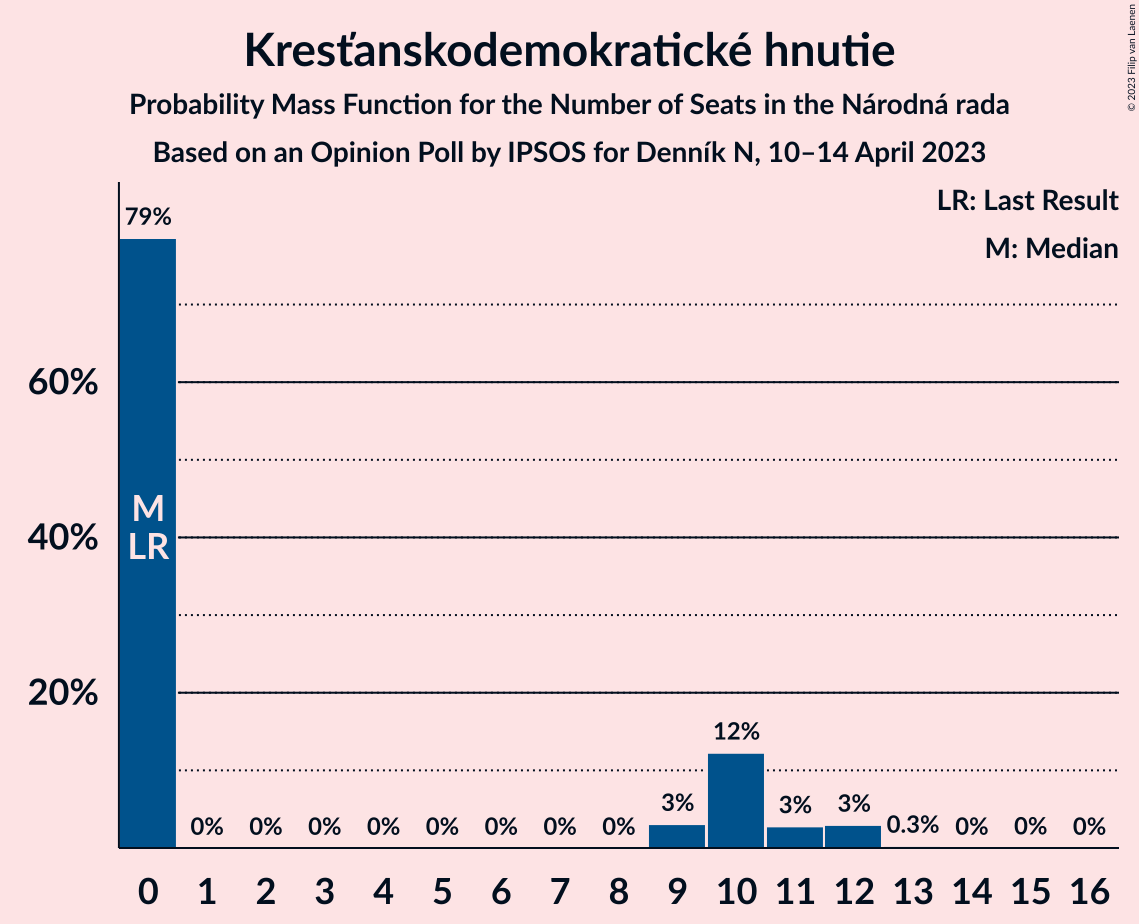 Kresťanskodemokratické hnutie
Probability Mass Function for the Number of Seats in the Národná rada
Based on an Opinion Poll by IPSOS for Denník N, 10–14 April 2023
© 2023 Filip van Laenen
LR: Last Result
M: Median
79%
60%
40%
20%
M
LR
0% 0% 0% 0% 0% 0% 0% 0% 3% 12% 3% 3% 0.3% 0% 0% 0%
0 1 2 3 4 5 6 7 8 9 10 11 12 13 14 15 16